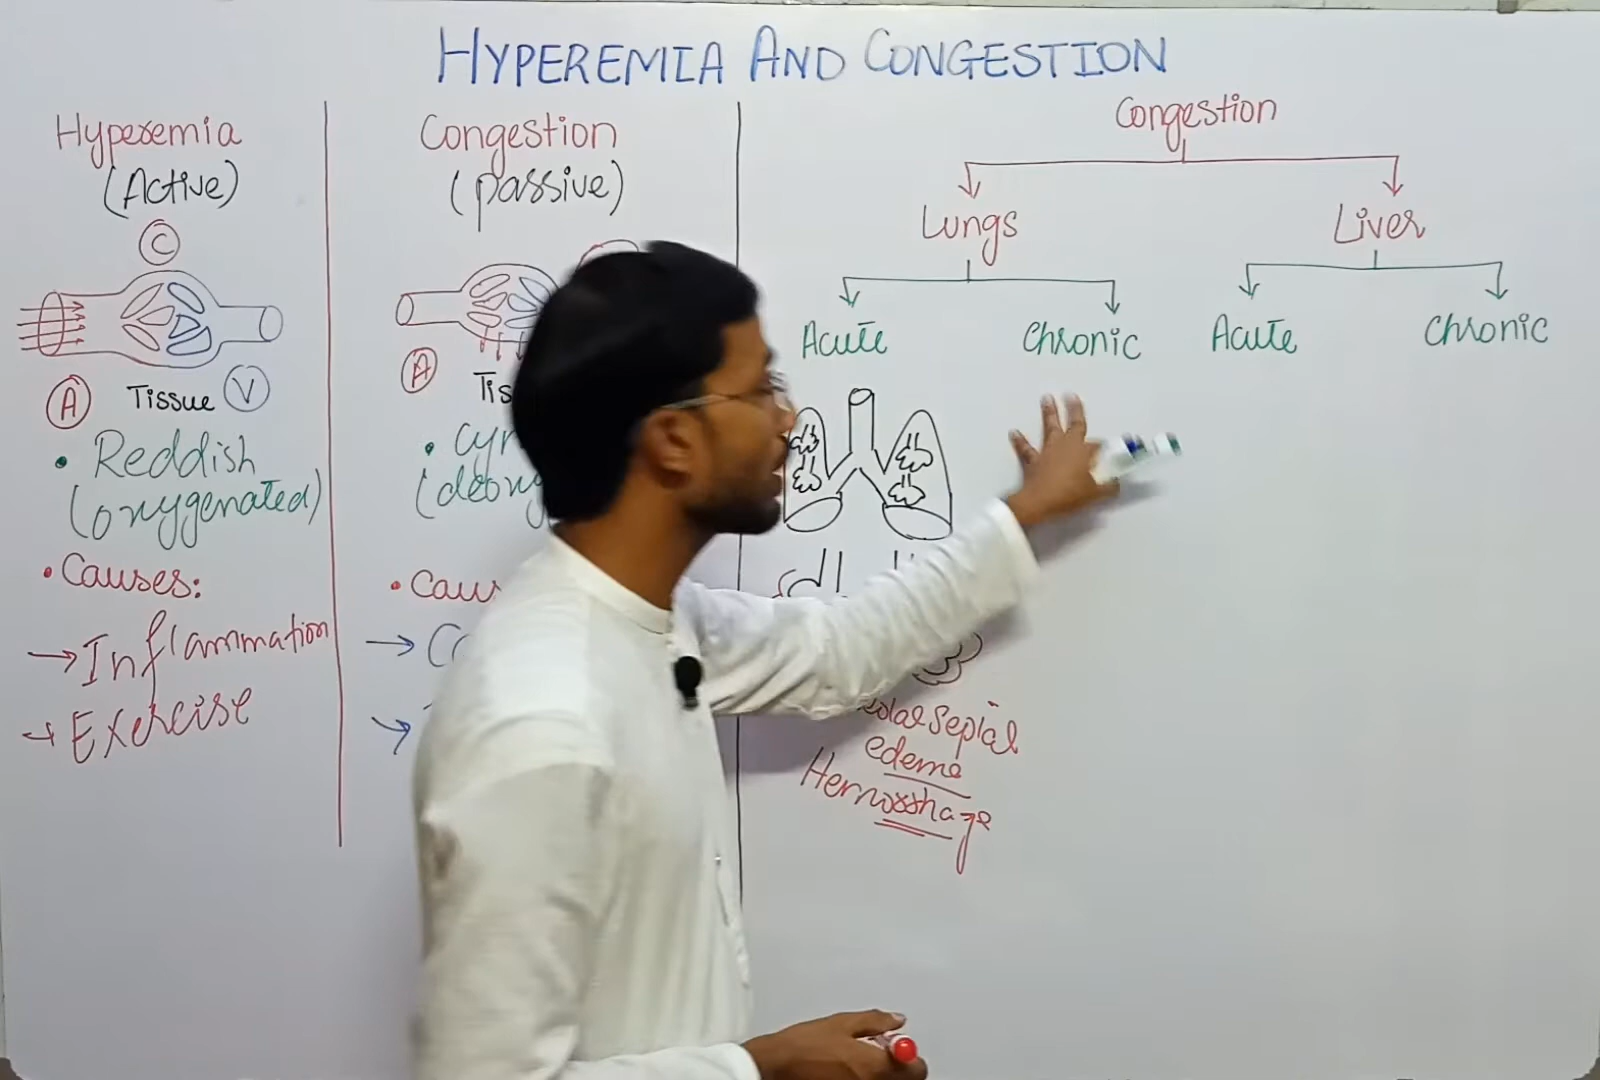 HYPEREMIA AND CONGESTION
Hyperemia
(Active)
C
A
Tissue
V
• Reddish
(oxygenated)
• Causes:
→ Inflammation
→ Exercise
Congestion
(passive)
A
Congestion
Lungs
Liver
Acute
Chronic
Acute
Chronic
edema
Hemorrhage